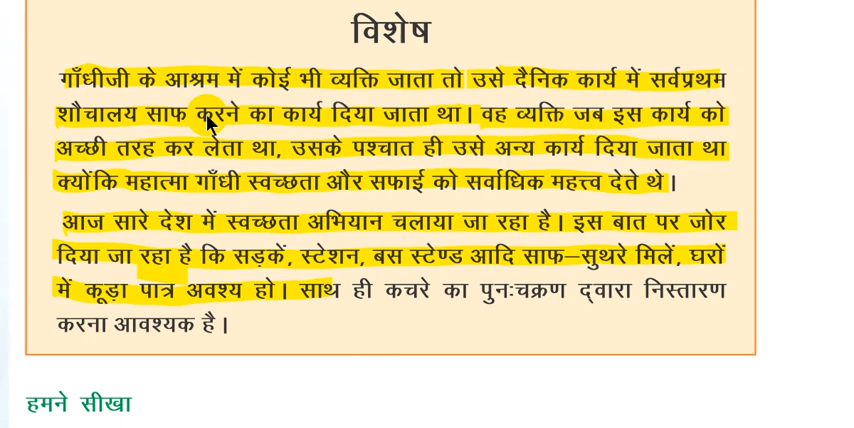 विशेष
गाँधीजी के आश्रम में कोई भी व्यक्ति जाता तो उसे दैनिक कार्य में सर्वप्रथम
शौचालय साफ करने का कार्य दिया जाता था। वह व्यक्ति जब इस कार्य को
अच्छी तरह कर लेता था, उसके पश्चात ही उसे अन्य कार्य दिया जाता था
क्योंकि महात्मा गाँधी स्वच्छता और सफाई को सर्वाधिक महत्त्व देते थे।
आज सारे देश में स्वच्छता अभियान चलाया जा रहा है। इस बात पर जोर
दिया जा रहा है कि सड़कें, स्टेशन, बस स्टेण्ड आदि साफ–सुथरे मिलें, घरों
में कूड़ा पात्र अवश्य हो। साथ ही कचरे का पुनःचक्रण द्वारा निस्तारण
करना आवश्यक है।
हमने सीखा